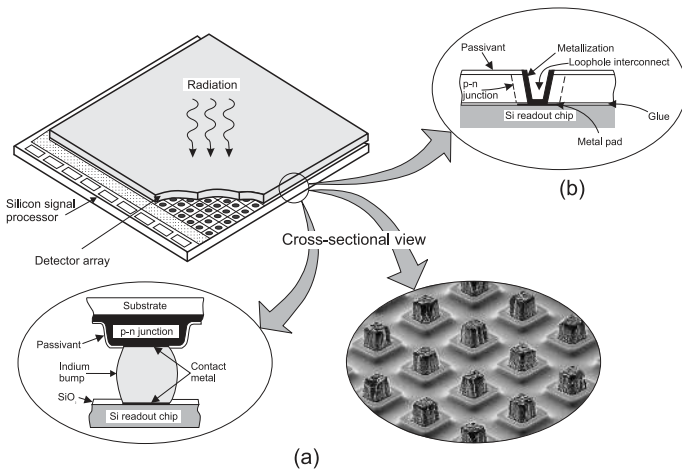 Radiation
Silicon signal
processor
Detector array
Cross-sectional view
Passivant
Metallization
Loophole interconnect
p-n
junction
Si readout chip
Glue
Metal pad
(b)
Substrate
p-n junction
Passivant
Indium
bump
Contact
metal
SiO
Si readout chip
(a)